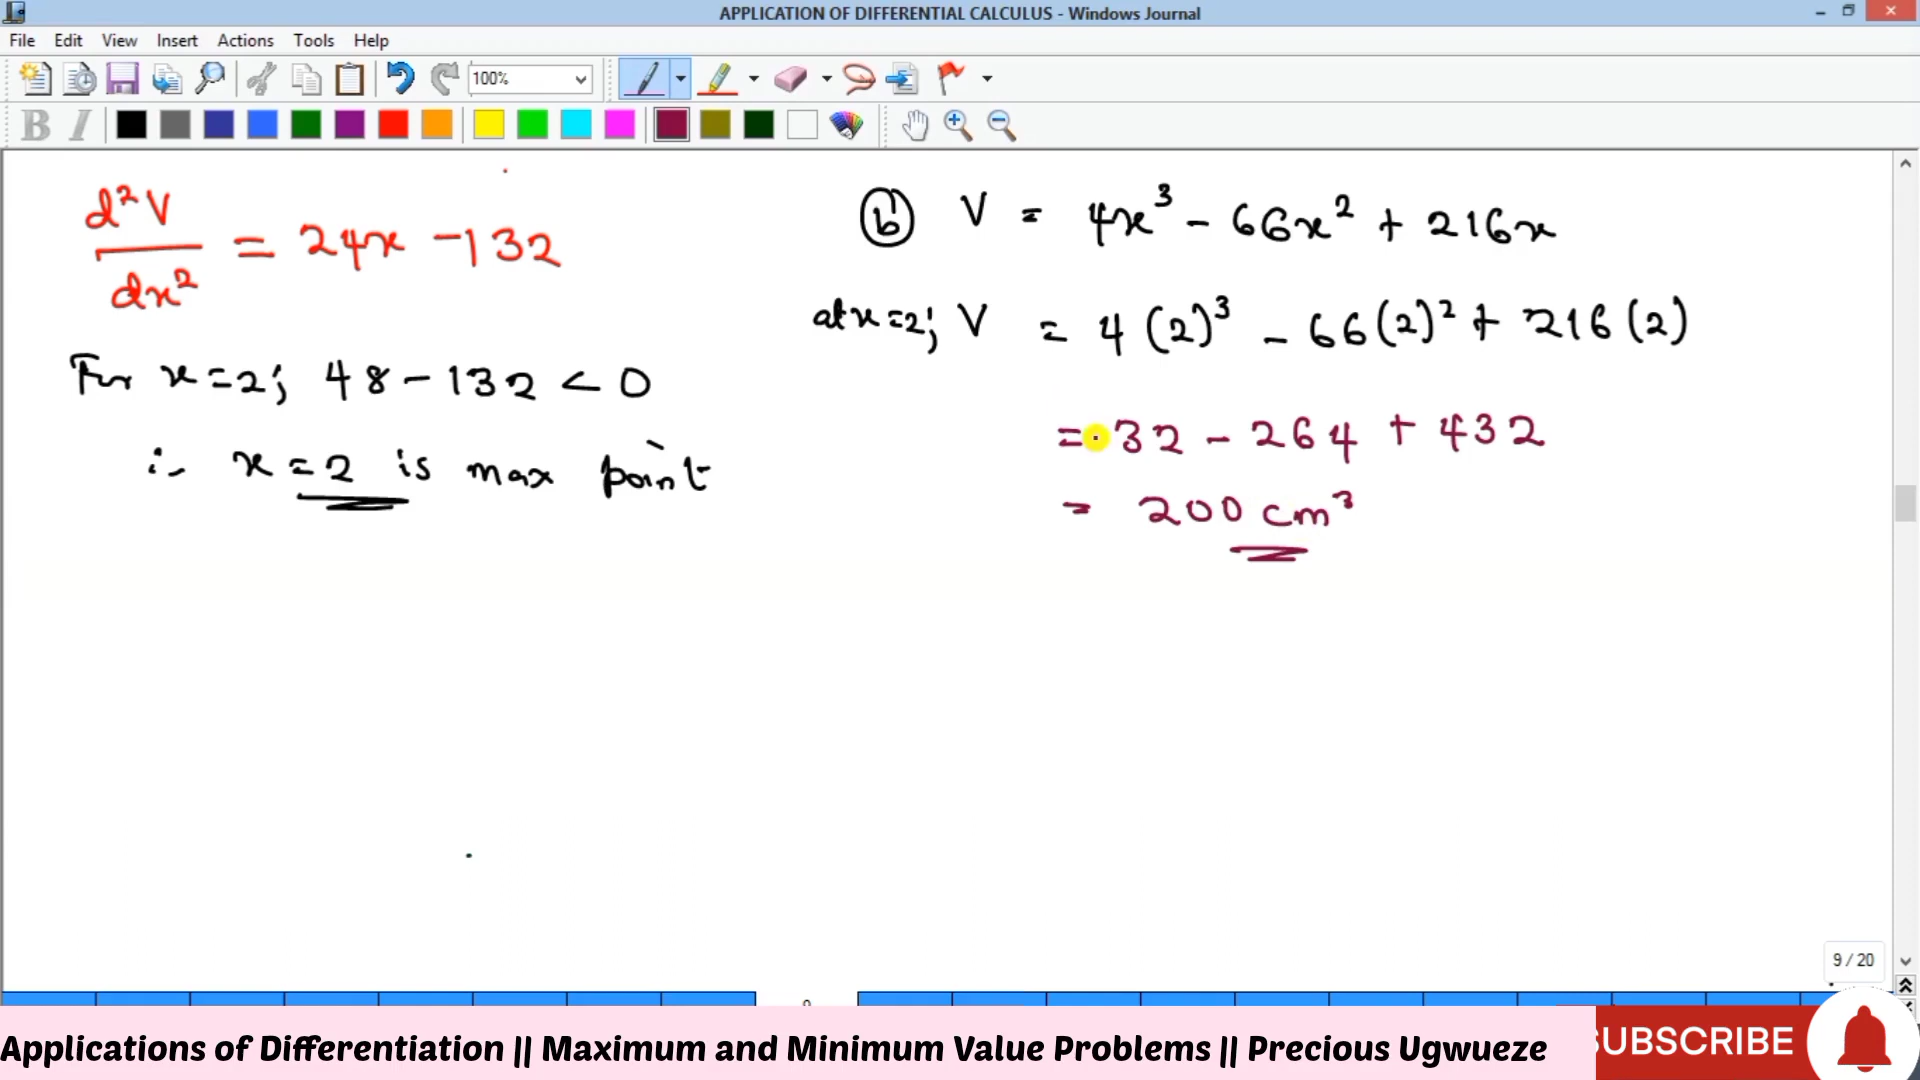 APPLICATION OF DIFFERENTIAL CALCULUS - Windows Journal
File Edit View Insert Actions Tools Help
100%
B I
d²V
dx²
= 24x - 132
For x = 2; 48 - 132 < 0
∴ x = 2 is max point
(b) V = 4x³ - 66x² + 216x
at x=2; V = 4(2)³ - 66(2)² + 216(2)
= 32 - 264 + 432
= 200 cm³
9 / 20
Applications of Differentiation || Maximum and Minimum Value Problems || Precious Ugwueze
SUBSCRIBE